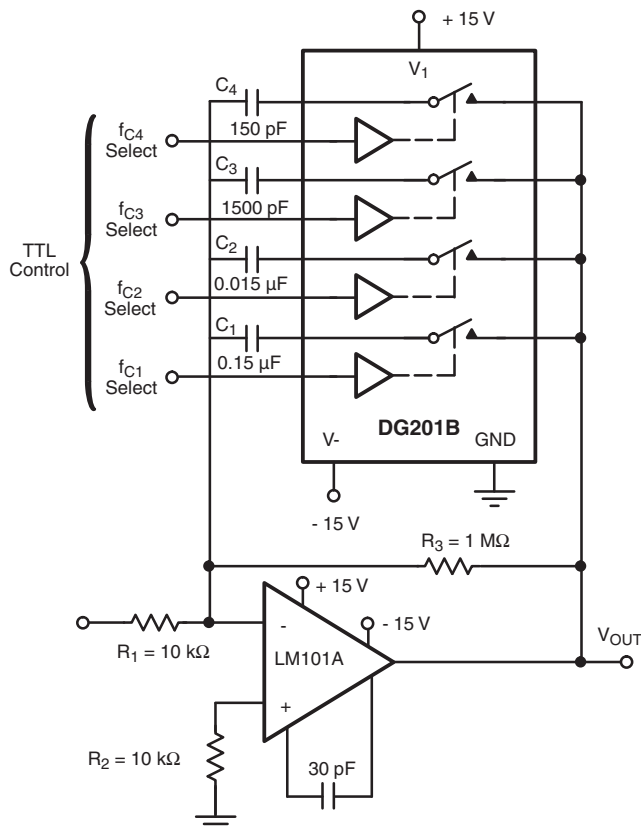 + 15 V
V1
C4
150 pF
fC4
Select
C3
1500 pF
fC3
Select
TTL
Control
C2
0.015 µF
fC2
Select
C1
0.15 µF
fC1
Select
DG201B
V-
GND
- 15 V
R3 = 1 MΩ
+ 15 V
- 15 V
-
LM101A
+
R1 = 10 kΩ
VOUT
R2 = 10 kΩ
30 pF